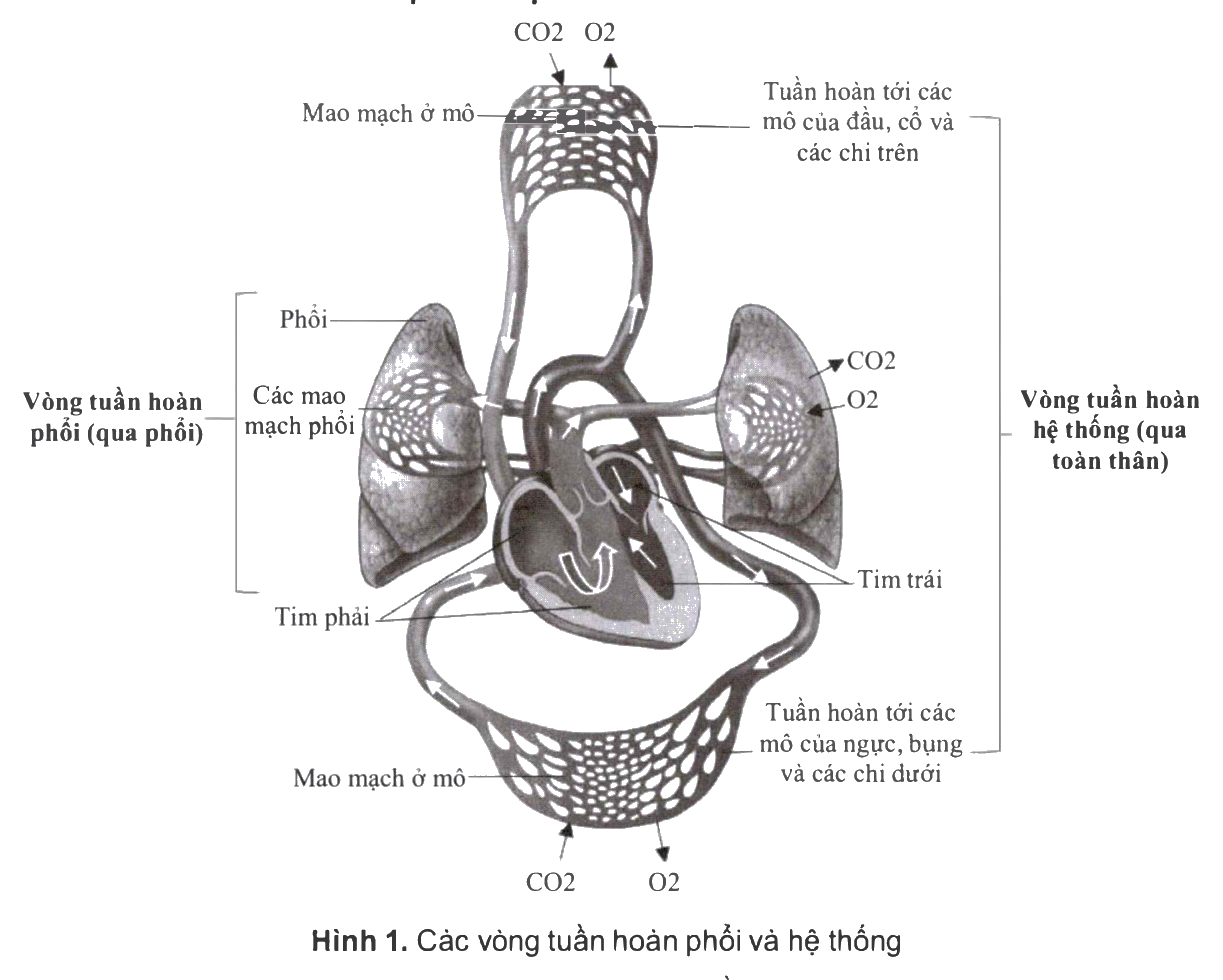 CO2 O2
Mao mạch ở mô
Tuần hoàn tới các
mô của đầu, cổ và
các chi trên
Phổi
Các mao
mạch phổi
Vòng tuần hoàn
phổi (qua phổi)
CO2
O2
Vòng tuần hoàn
hệ thống (qua
toàn thân)
Tim trái
Tim phải
Tuần hoàn tới các
mô của ngực, bụng
và các chi dưới
Mao mạch ở mô
CO2 O2
Hình 1. Các vòng tuần hoàn phổi và hệ thống